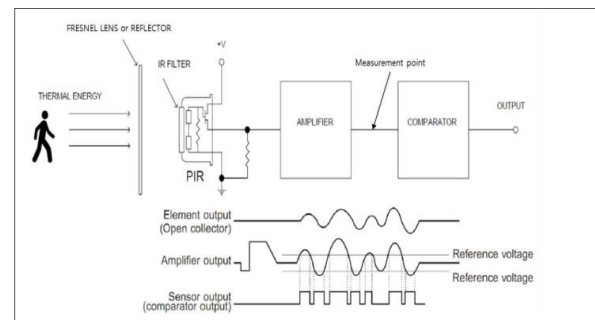 FRESNEL LENS or REFLECTOR
+V
IR FILTER
Measurement point
THERMAL ENERGY
AMPLIFIER
COMPARATOR
OUTPUT
PIR
Element output
(Open collector)
Amplifier output
Reference voltage
Reference voltage
Sensor output
(comparator output)